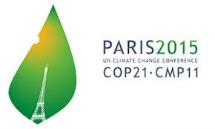 PARIS2015
UN CLIMATE CHANGE CONFERENCE
COP21·CMP11